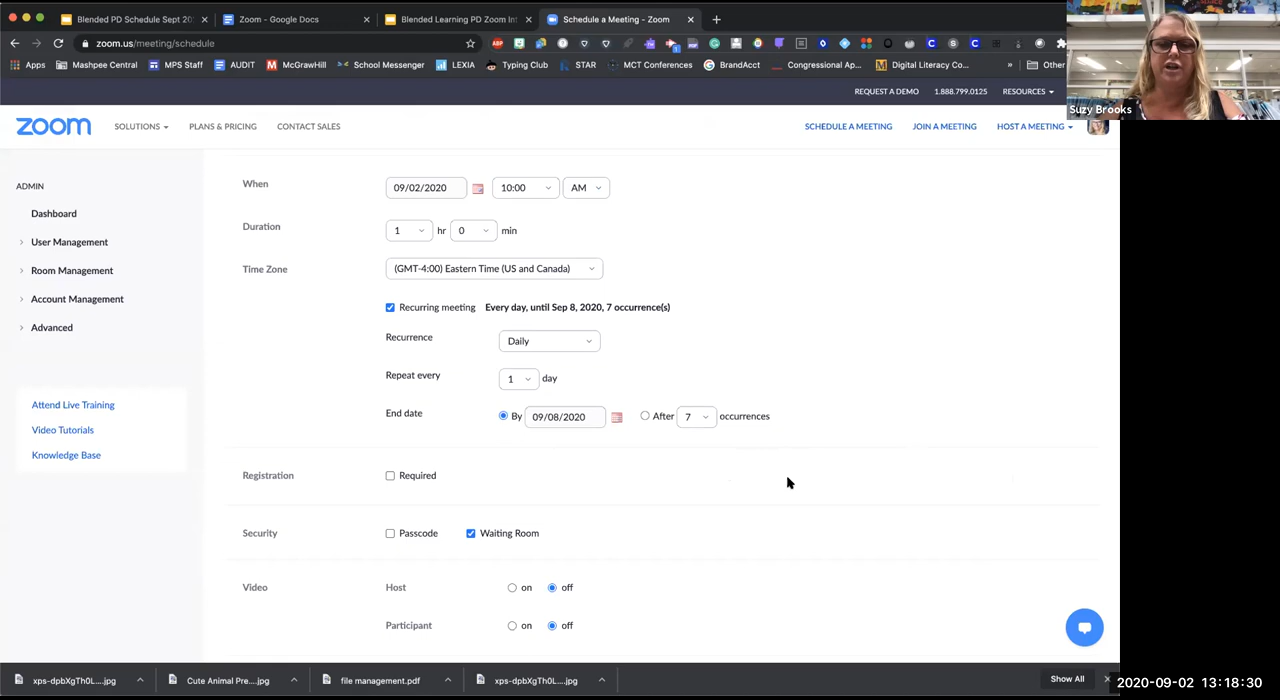 Blended PD Schedule Sept 20
Zoom - Google Docs
Blended Learning PD Zoom Int
Schedule a Meeting - Zoom
zoom.us/meeting/schedule
Apps Mashpee Central MPS Staff AUDIT McGrawHill School Messenger LEXIA Typing Club STAR MCT Conferences BrandAcct Congressional Ap... Digital Literacy Co... » Other
Suzy Brooks
REQUEST A DEMO 1.888.799.0125 RESOURCES
zoom SOLUTIONS PLANS & PRICING CONTACT SALES SCHEDULE A MEETING JOIN A MEETING HOST A MEETING
ADMIN
Dashboard
User Management
Room Management
Account Management
Advanced
Attend Live Training
Video Tutorials
Knowledge Base
When 09/02/2020 10:00 AM
Duration 1 hr 0 min
Time Zone (GMT-4:00) Eastern Time (US and Canada)
Recurring meeting Every day, until Sep 8, 2020, 7 occurrence(s)
Recurrence Daily
Repeat every 1 day
End date By 09/08/2020 After 7 occurrences
Registration Required
Security Passcode Waiting Room
Video Host on off
Participant on off
xps-dpbXgTh0L....jpg Cute Animal Pre....jpg file management.pdf xps-dpbXgTh0L....jpg Show All
2020-09-02 13:18:30